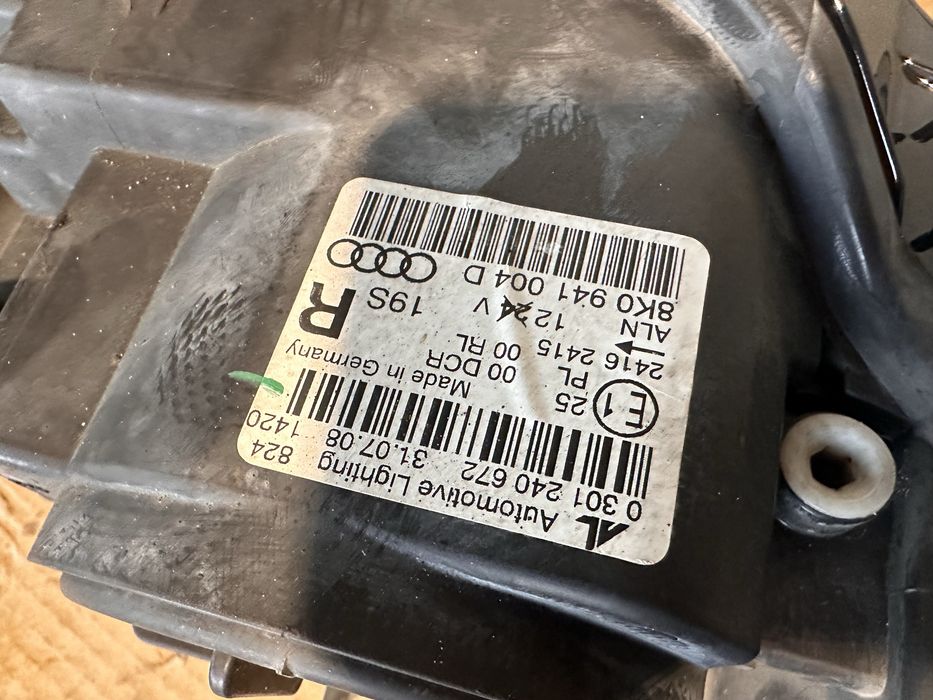 AL Automotive Lighting 824
0 301 240 672 31.07.08 1420
E1 25 Made in Germany
PL 00 DCR
2416 2415 00 RL R
ALN 12 24 V 19S
8K0 941 004 D